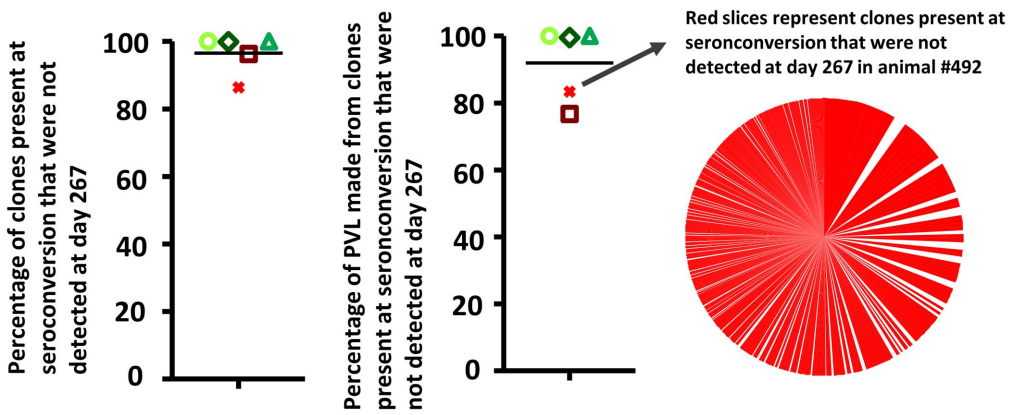 Percentage of clones present at
seroconversion that were not
detected at day 267
100
80
60
40
20
0
Percentage of PVL made from clones
present at seronconversion that were
not detected at day 267
100
80
60
40
20
0
Red slices represent clones present at
seronconversion that were not
detected at day 267 in animal #492